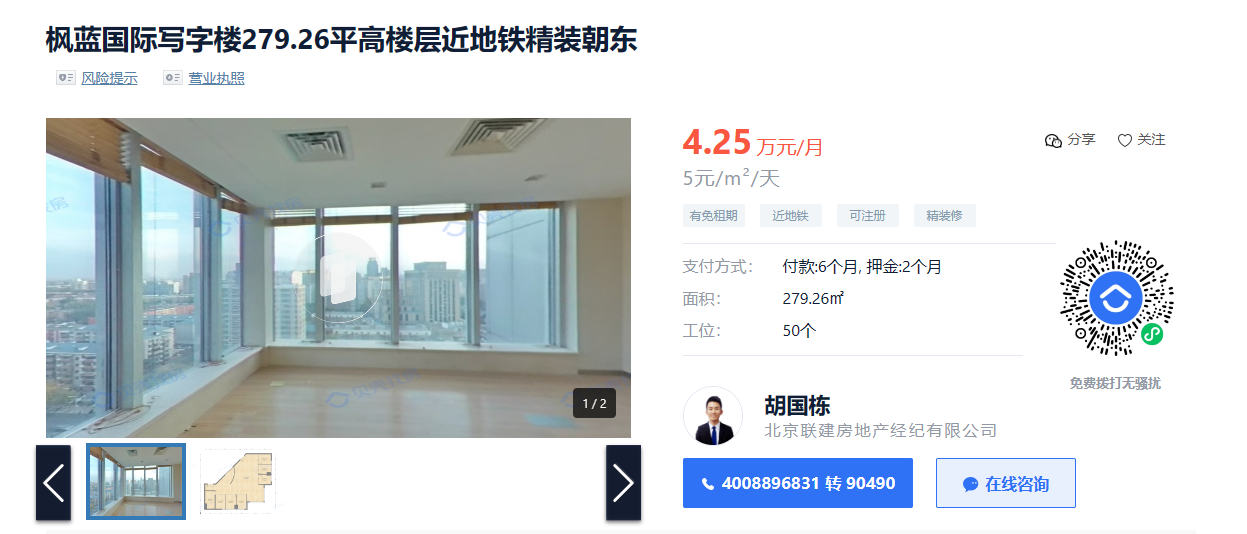 枫蓝国际写字楼279.26平高楼层近地铁精装朝东
风险提示 营业执照
4.25 万元/月
分享 关注
5元/m²/天
有免租期 近地铁 可注册 精装修
支付方式: 付款:6个月, 押金:2个月
面积: 279.26㎡
工位: 50个
免费拨打无骚扰
1 / 2
胡国栋
北京联建房地产经纪有限公司
4008896831 转 90490
在线咨询